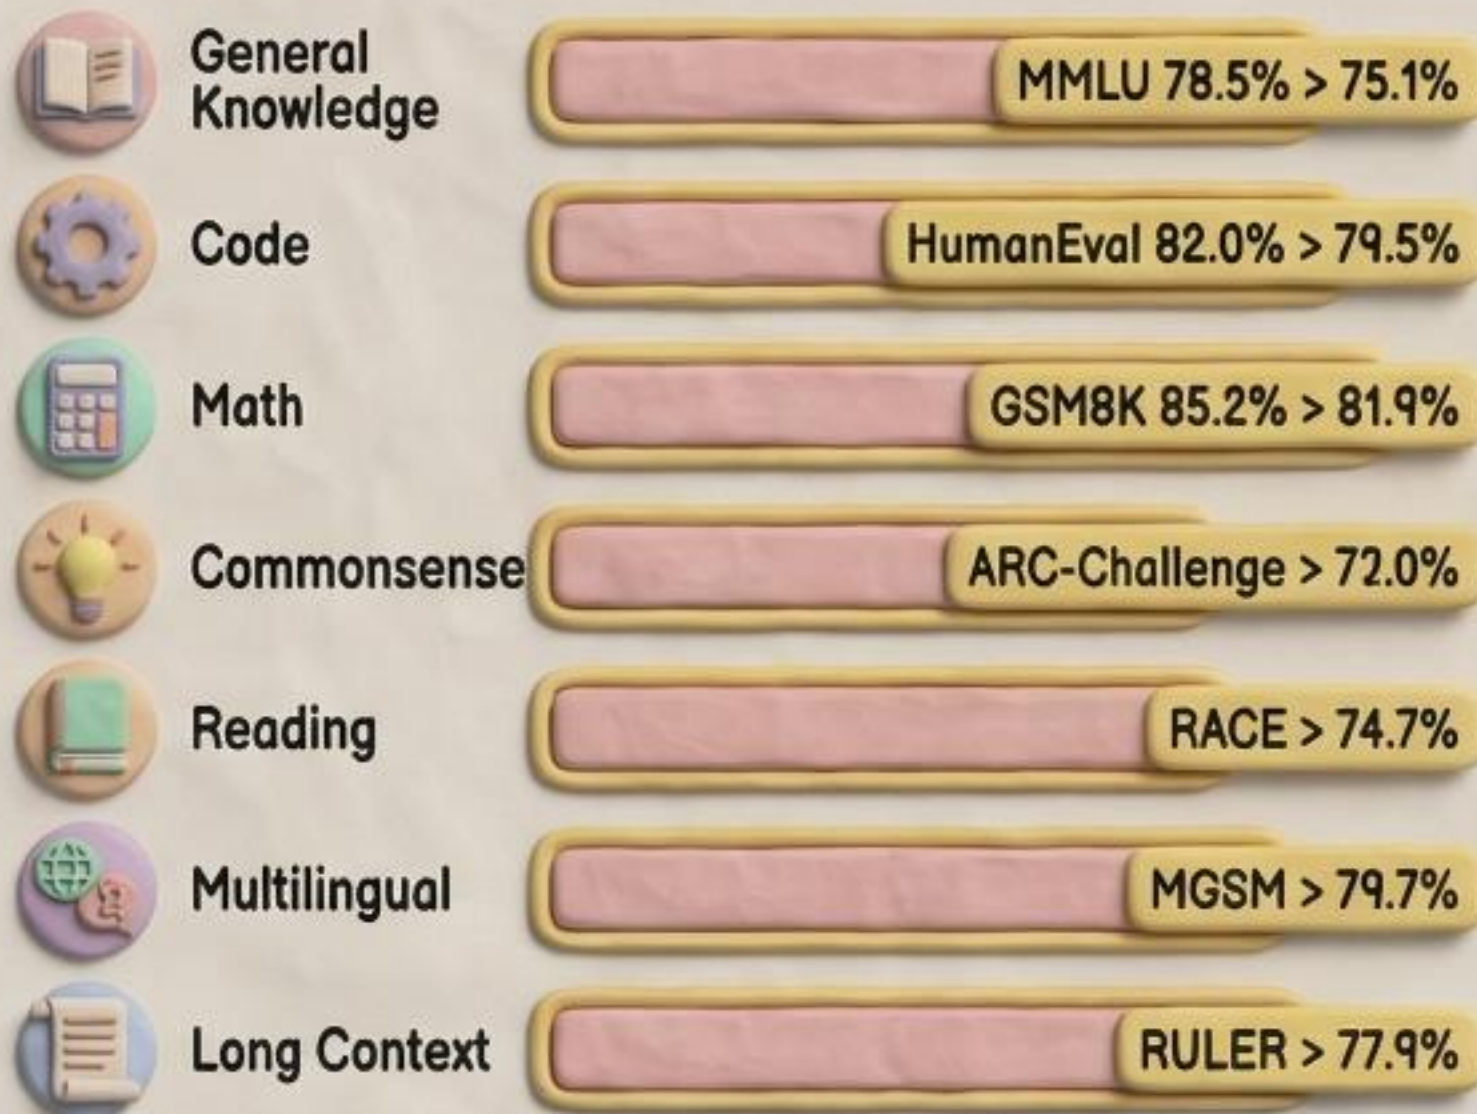 General
Knowledge
MMLU 78.5% > 75.1%
Code
HumanEval 82.0% > 79.5%
Math
GSM8K 85.2% > 81.9%
Commonsense
ARC-Challenge > 72.0%
Reading
RACE > 74.7%
Multilingual
MGSM > 79.7%
Long Context
RULER > 77.9%